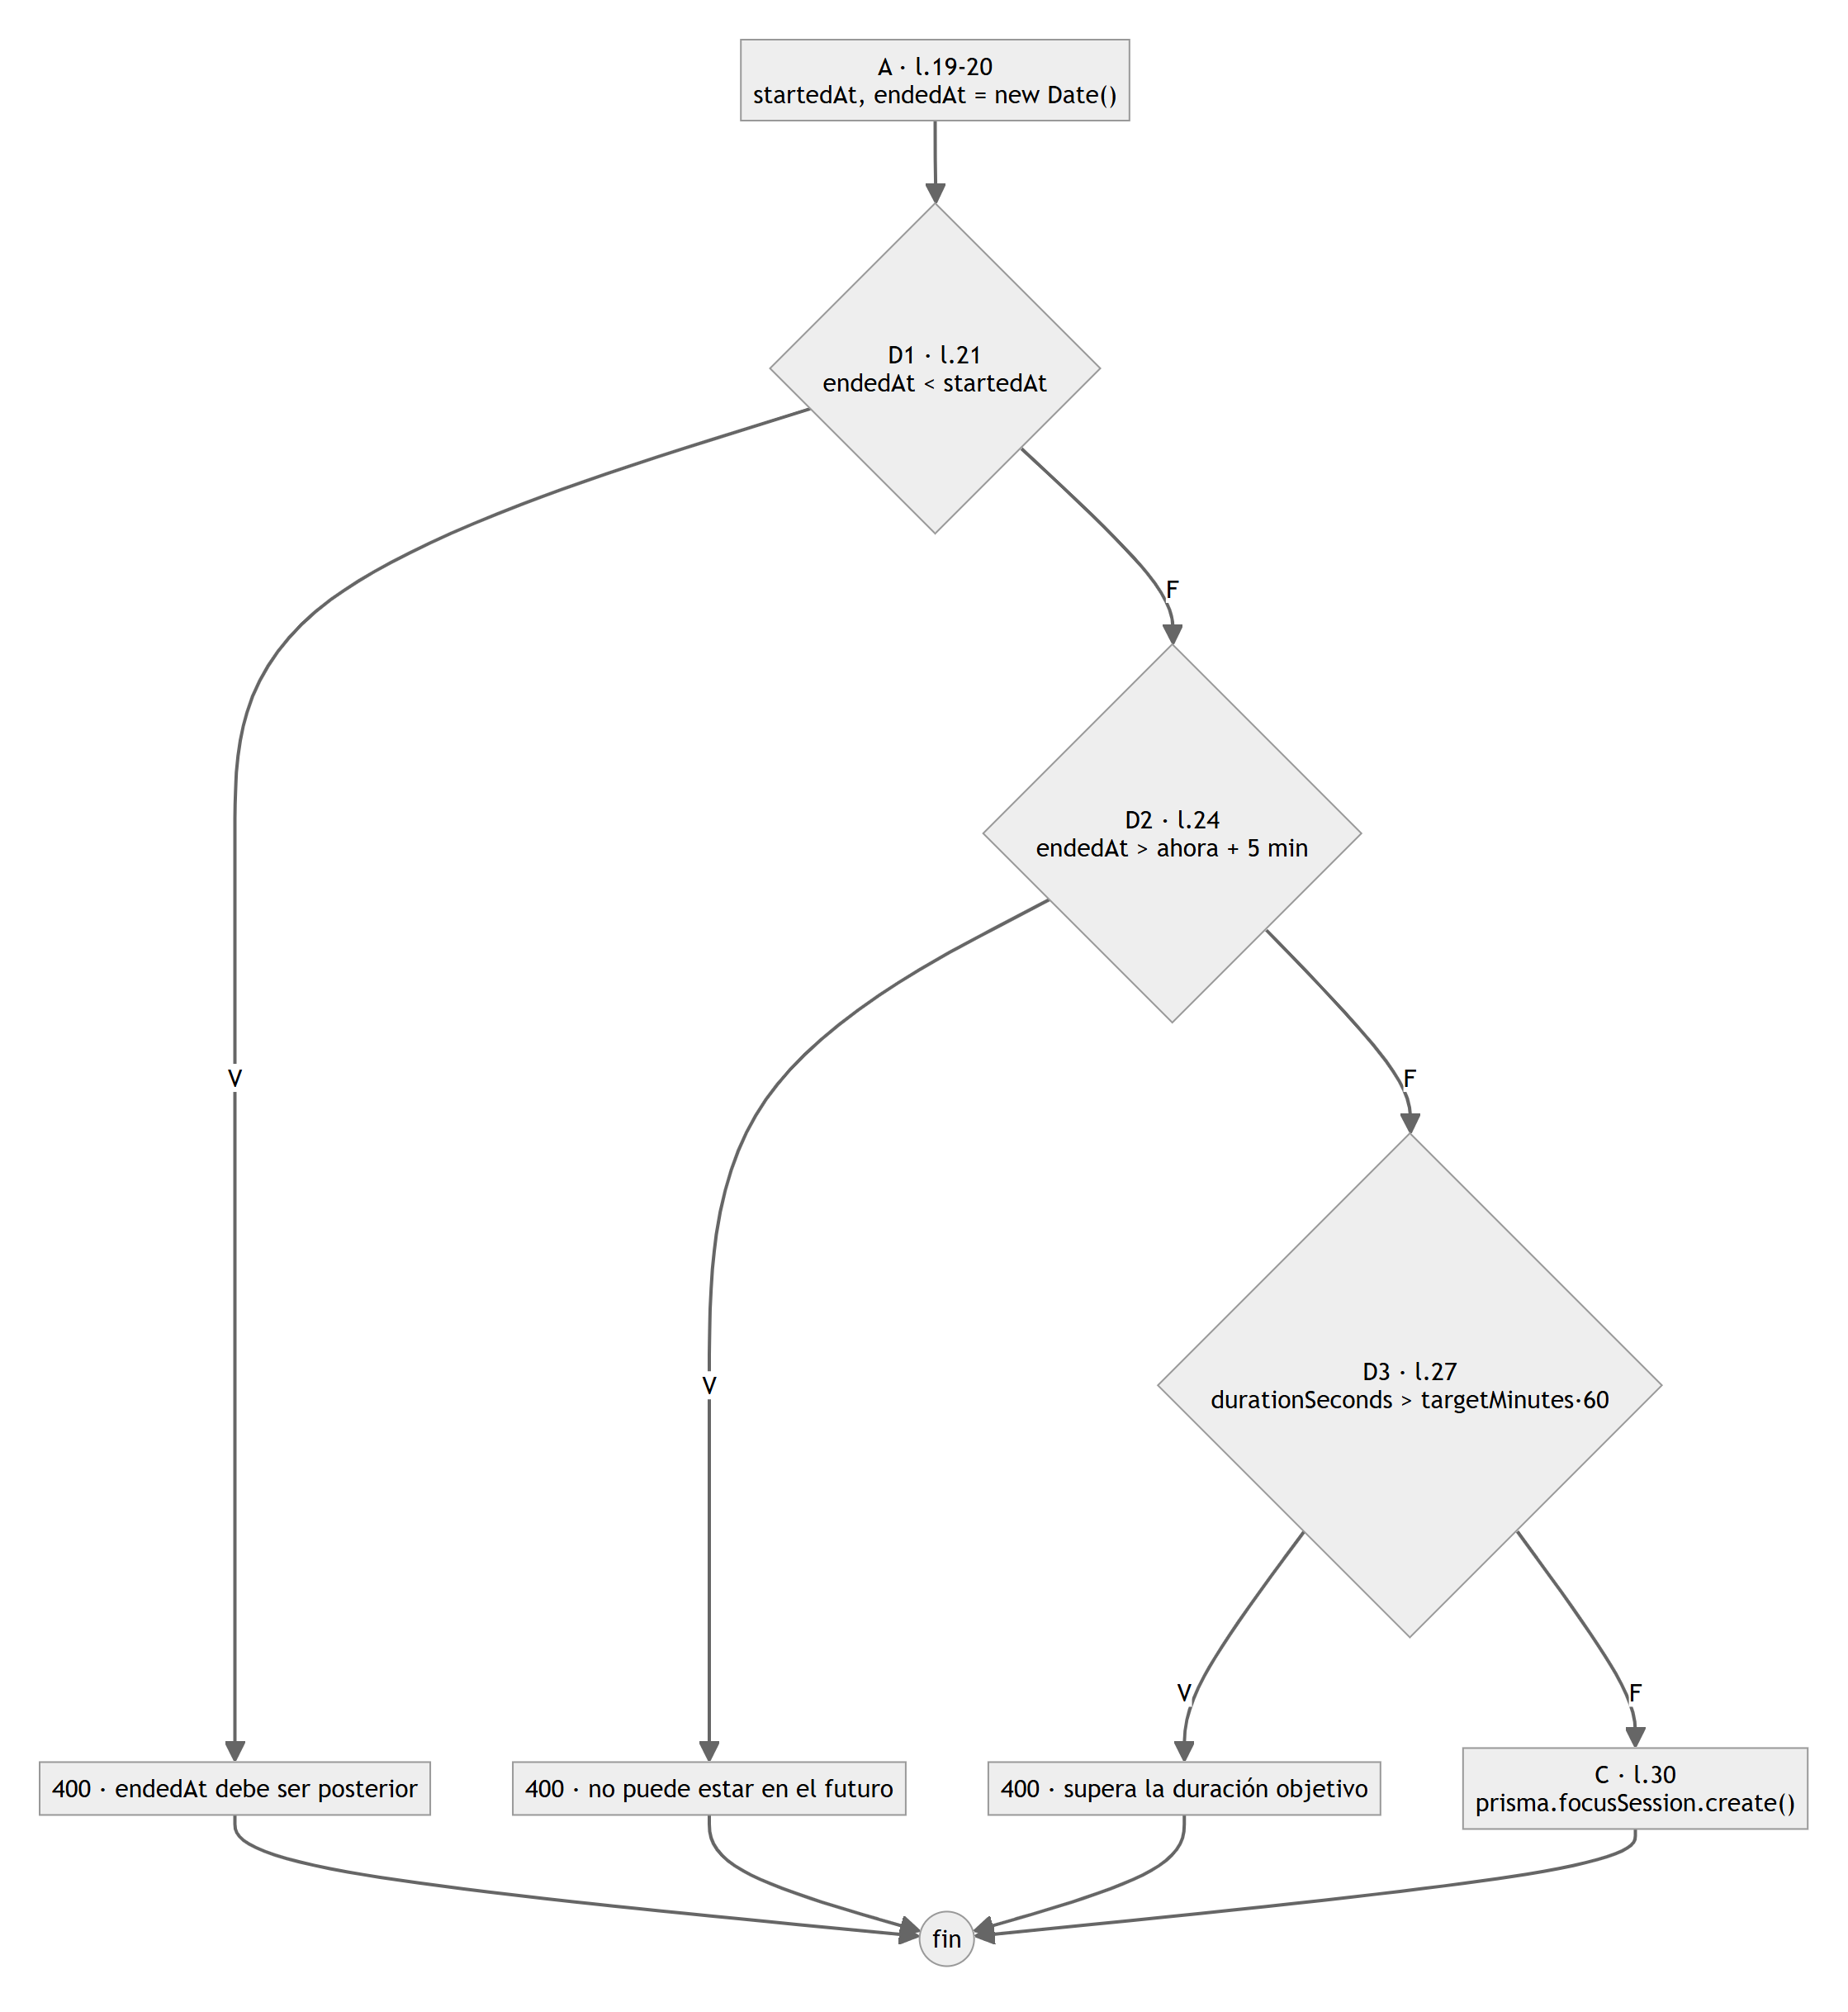 A · l.19-20
startedAt, endedAt = new Date()
D1 · l.21
endedAt < startedAt
F
D2 · l.24
endedAt > ahora + 5 min
V
F
V
D3 · l.27
durationSeconds > targetMinutes·60
V
F
400 · endedAt debe ser posterior
400 · no puede estar en el futuro
400 · supera la duración objetivo
C · l.30
prisma.focusSession.create()
fin